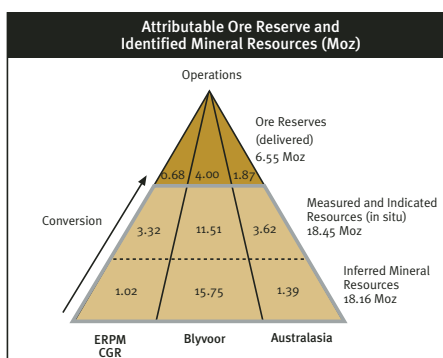 Attributable Ore Reserve and
Identified Mineral Resources (Moz)
Operations
Ore Reserves
(delivered)
6.55 Moz
0.68 4.00 1.87
Conversion
Measured and Indicated
Resources (in situ)
18.45 Moz
3.32 11.51 3.62
Inferred Mineral
Resources
18.16 Moz
1.02 15.75 1.39
ERPM
CGR
Blyvoor
Australasia